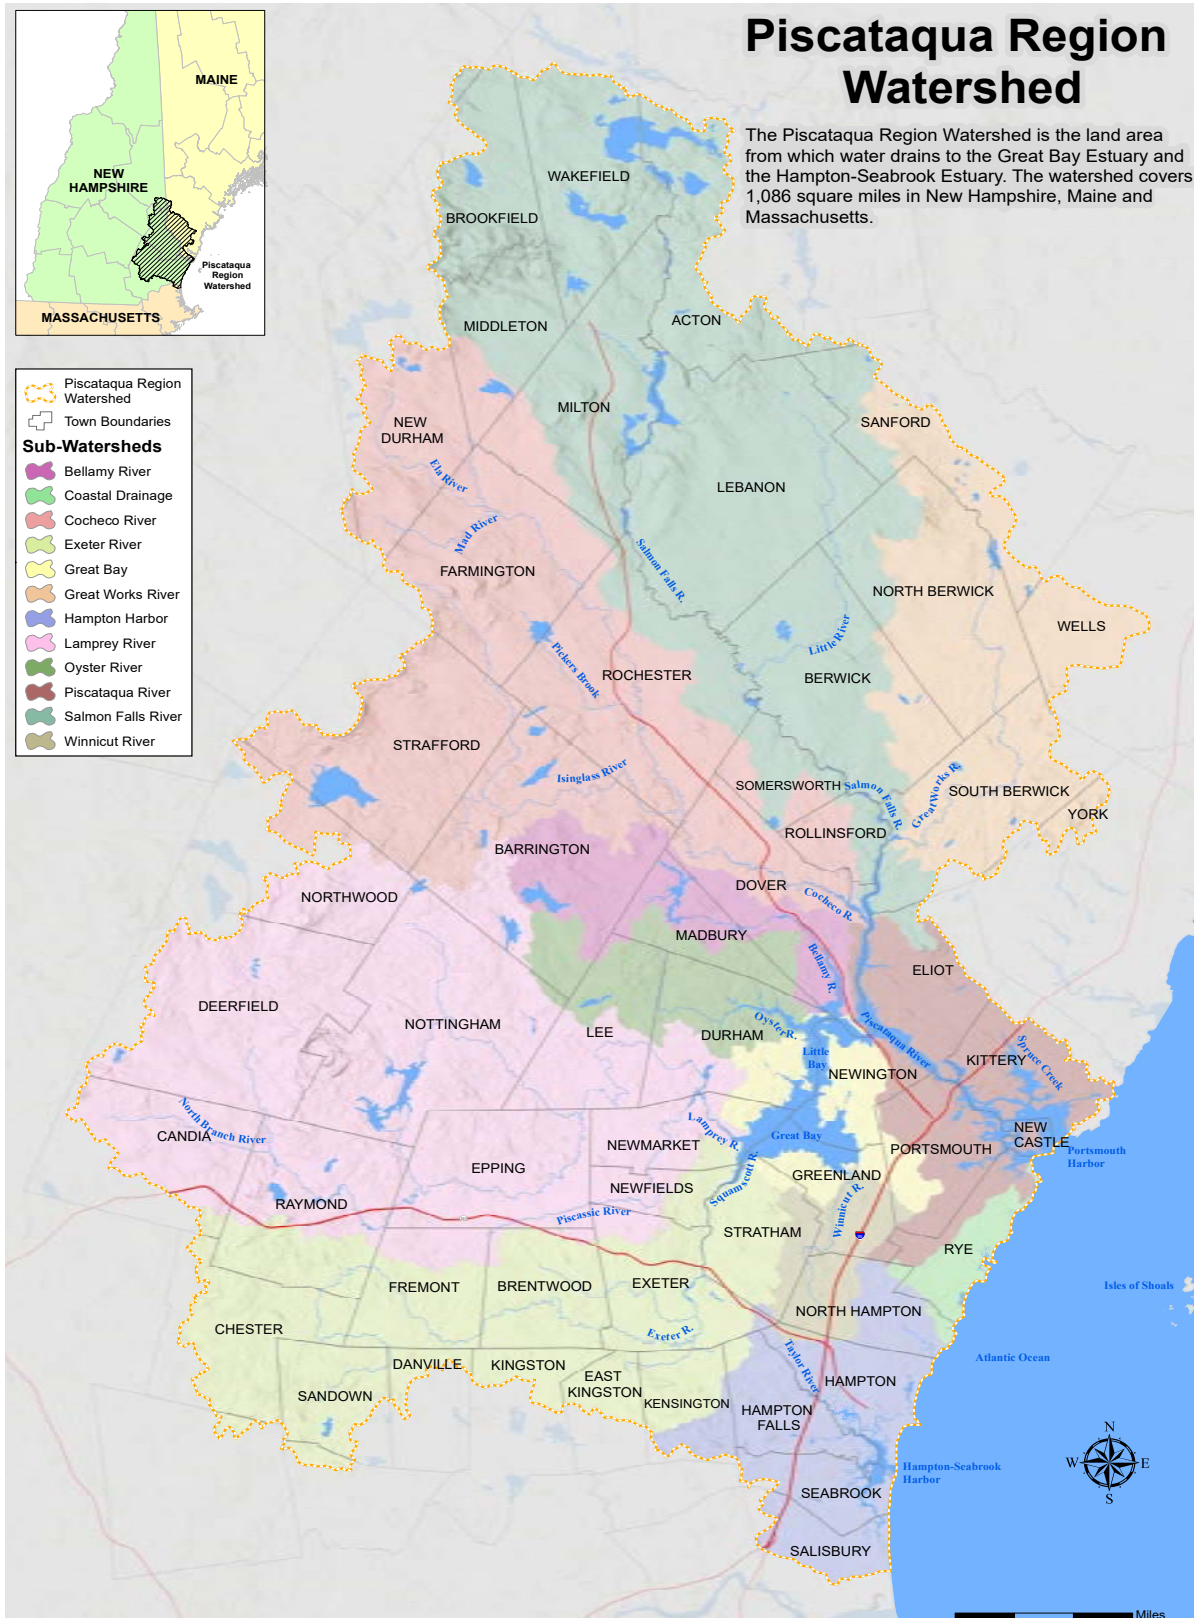 Piscataqua Region
Watershed
The Piscataqua Region Watershed is the land area
from which water drains to the Great Bay Estuary and
the Hampton-Seabrook Estuary. The watershed covers
1,086 square miles in New Hampshire, Maine and
Massachusetts.
MAINE
NEW
HAMPSHIRE
Piscataqua
Region
Watershed
MASSACHUSETTS
Piscataqua Region
Watershed
Town Boundaries
Sub-Watersheds
Bellamy River
Coastal Drainage
Cocheco River
Exeter River
Great Bay
Great Works River
Hampton Harbor
Lamprey River
Oyster River
Piscataqua River
Salmon Falls River
Winnicut River
WAKEFIELD
BROOKFIELD
MIDDLETON
ACTON
MILTON
NEW
DURHAM
SANFORD
Ela River
LEBANON
Mad River
FARMINGTON
Salmon Falls R.
NORTH BERWICK
WELLS
Little River
Pickers Brook
ROCHESTER
BERWICK
STRAFFORD
Isinglass River
SOMERSWORTH
Salmon Falls R.
Great Works R.
SOUTH BERWICK
YORK
ROLLINSFORD
BARRINGTON
DOVER
NORTHWOOD
Cocheco R.
MADBURY
Bellamy R.
ELIOT
DEERFIELD
NOTTINGHAM
LEE
DURHAM
Oyster R.
Piscataqua River
Little
Bay
NEWINGTON
KITTERY
Spruce Creek
North Branch River
CANDIA
Lamprey R.
Great Bay
NEW
CASTLE
NEWMARKET
PORTSMOUTH
Portsmouth
Harbor
EPPING
GREENLAND
NEWFIELDS
Squamscott R.
RAYMOND
Winnicut R.
Piscassic River
STRATHAM
RYE
FREMONT
BRENTWOOD
EXETER
Isles of Shoals
NORTH HAMPTON
CHESTER
Exeter R.
Taylor River
Atlantic Ocean
DANVILLE
KINGSTON
EAST
KINGSTON
HAMPTON
SANDOWN
KENSINGTON
HAMPTON
FALLS
N
W
E
S
Hampton-Seabrook
Harbor
SEABROOK
SALISBURY
Miles